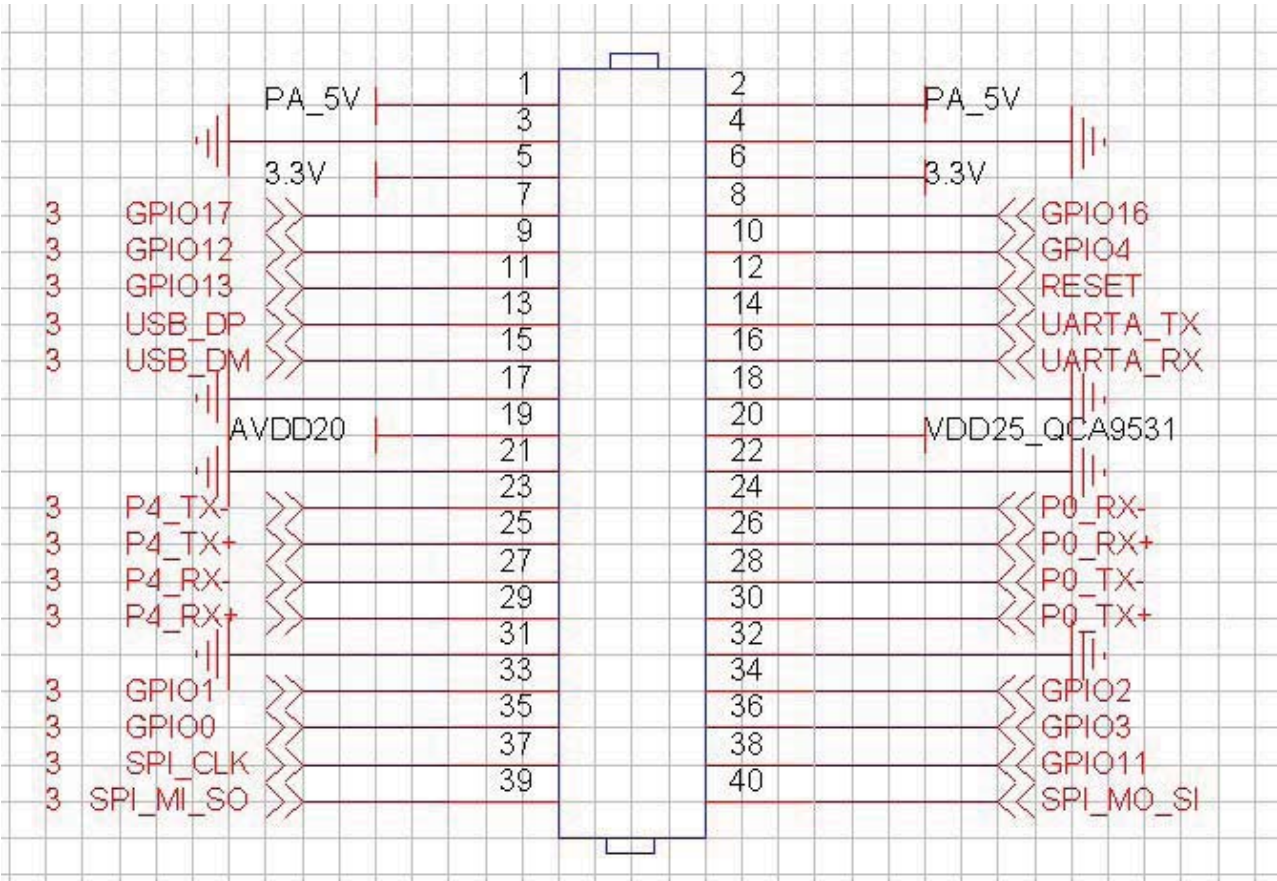 1 2
PA_5V PA_5V
3 4
5 6
3.3V 3.3V
7 8
3 GPIO17 GPIO16
9 10
3 GPIO12 GPIO4
11 12
3 GPIO13 RESET
13 14
3 USB_DP UARTA_TX
15 16
3 USB_DM UARTA_RX
17 18
19 20
AVDD20 VDD25_QCA9531
21 22
23 24
3 P4_TX- P0_RX-
25 26
3 P4_TX+ P0_RX+
27 28
3 P4_RX- P0_TX-
29 30
3 P4_RX+ P0_TX+
31 32
33 34
3 GPIO1 GPIO2
35 36
3 GPIO0 GPIO3
37 38
3 SPI_CLK GPIO11
39 40
3 SPI_MI_SO SPI_MO_SI